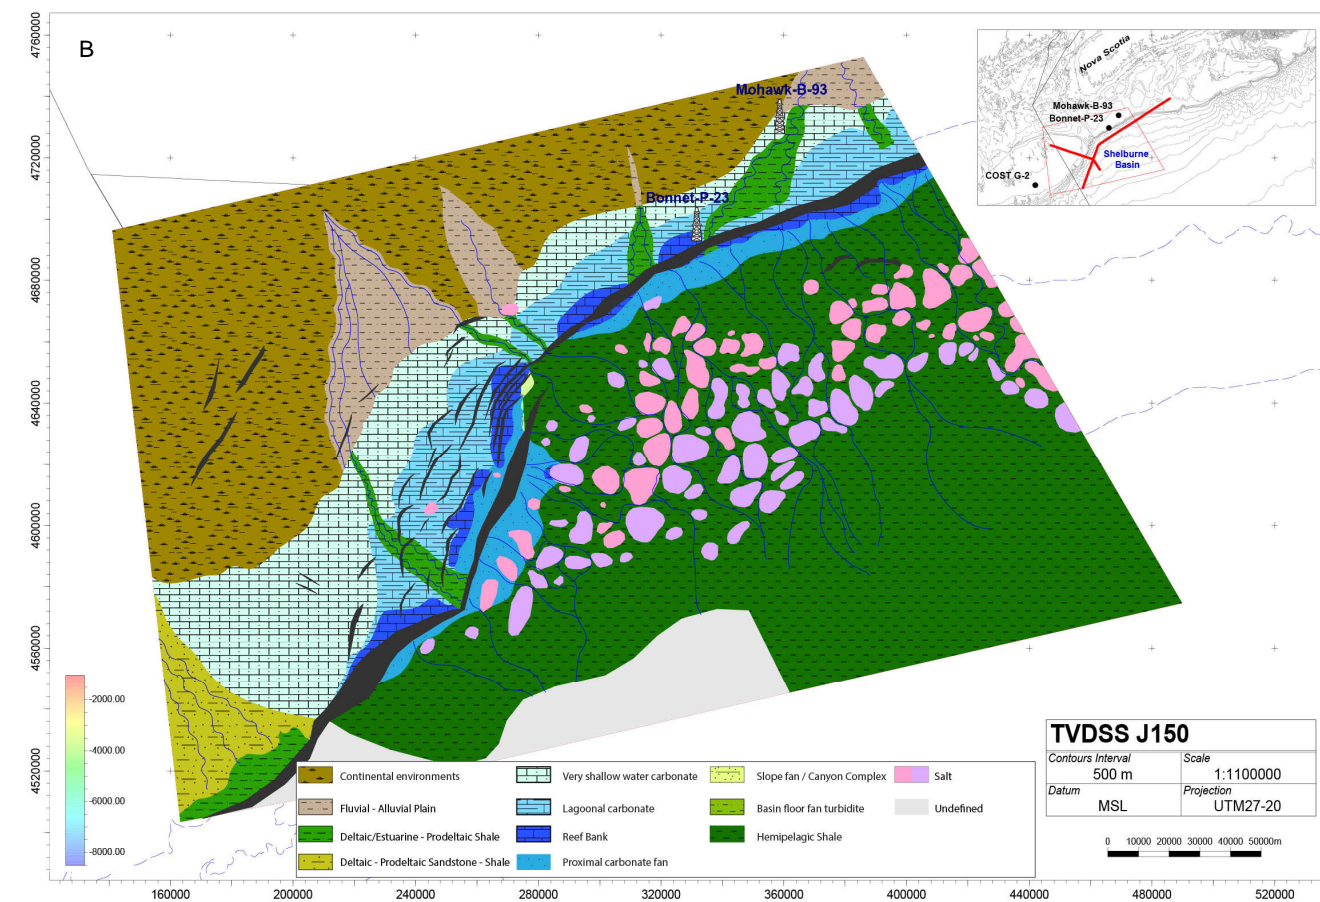 B
4760000
4720000
4680000
4640000
4600000
4560000
4520000
Mohawk-B-93
Bonnet-P-23
Nova Scotia
Mohawk-B-93
Bonnet-P-23
Shelburne
Basin
COST G-2
-2000.00
-4000.00
-6000.00
-8000.00
Continental environments
Very shallow water carbonate
Slope fan / Canyon Complex
Salt
Fluvial - Alluvial Plain
Lagoonal carbonate
Basin floor fan turbidite
Undefined
Deltaic/Estuarine - Prodeltaic Shale
Reef Bank
Hemipelagic Shale
Deltaic - Prodeltaic Sandstone - Shale
Proximal carbonate fan
TVDSS J150
Contours Interval
500 m
Scale
1:1100000
Datum
MSL
Projection
UTM27-20
0 10000 20000 30000 40000 50000m
160000 200000 240000 280000 320000 360000 400000 440000 480000 520000